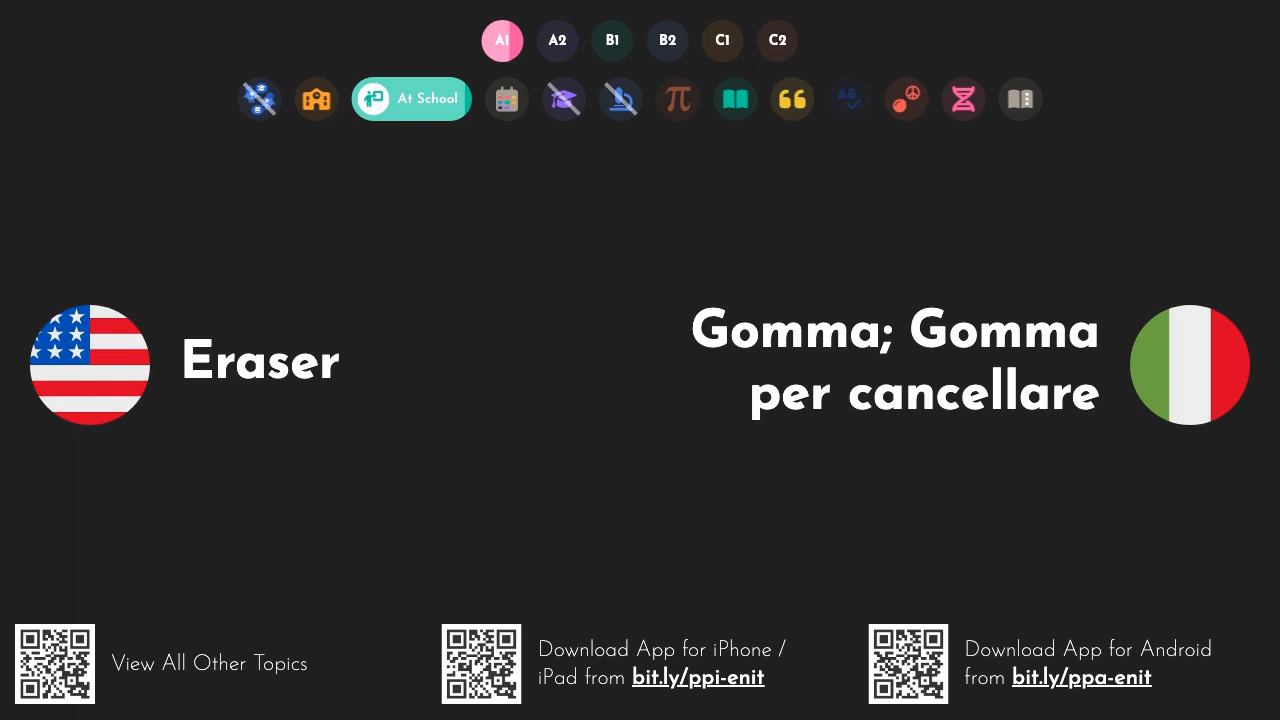 A1 A2 B1 B2 C1 C2
At School
Eraser
Gomma; Gomma
per cancellare
View All Other Topics
Download App for iPhone /
iPad from bit.ly/ppi-enit
Download App for Android
from bit.ly/ppa-enit